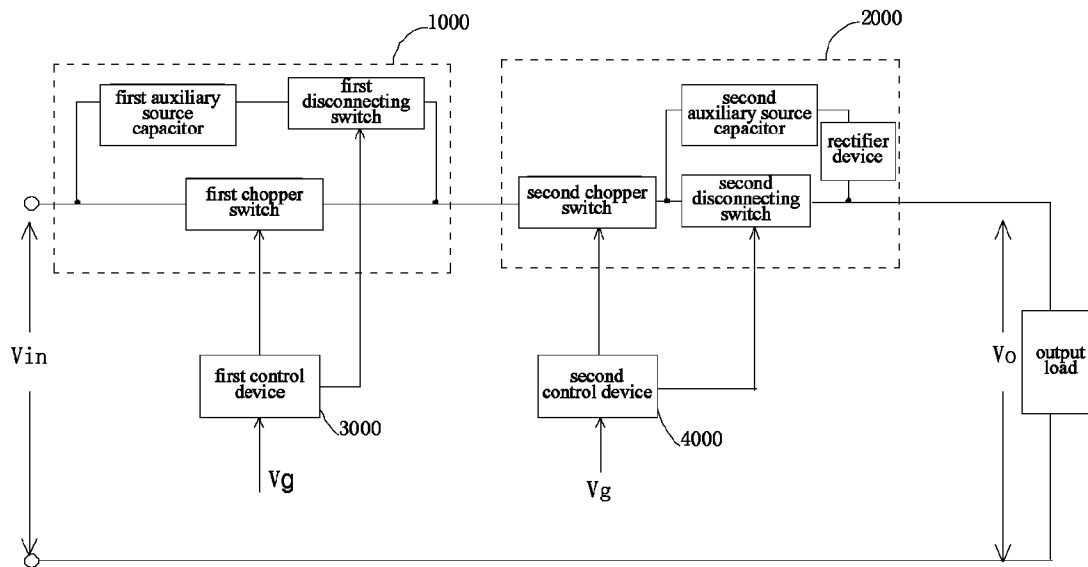 1000
2000
first auxiliary
source
capacitor
first
disconnecting
switch
second
auxiliary source
capacitor
rectifier
device
first chopper
switch
second chopper
switch
second
disconnecting
switch
Vin
first control
device
3000
Vg
second
control device
4000
Vg
Vo
output
load